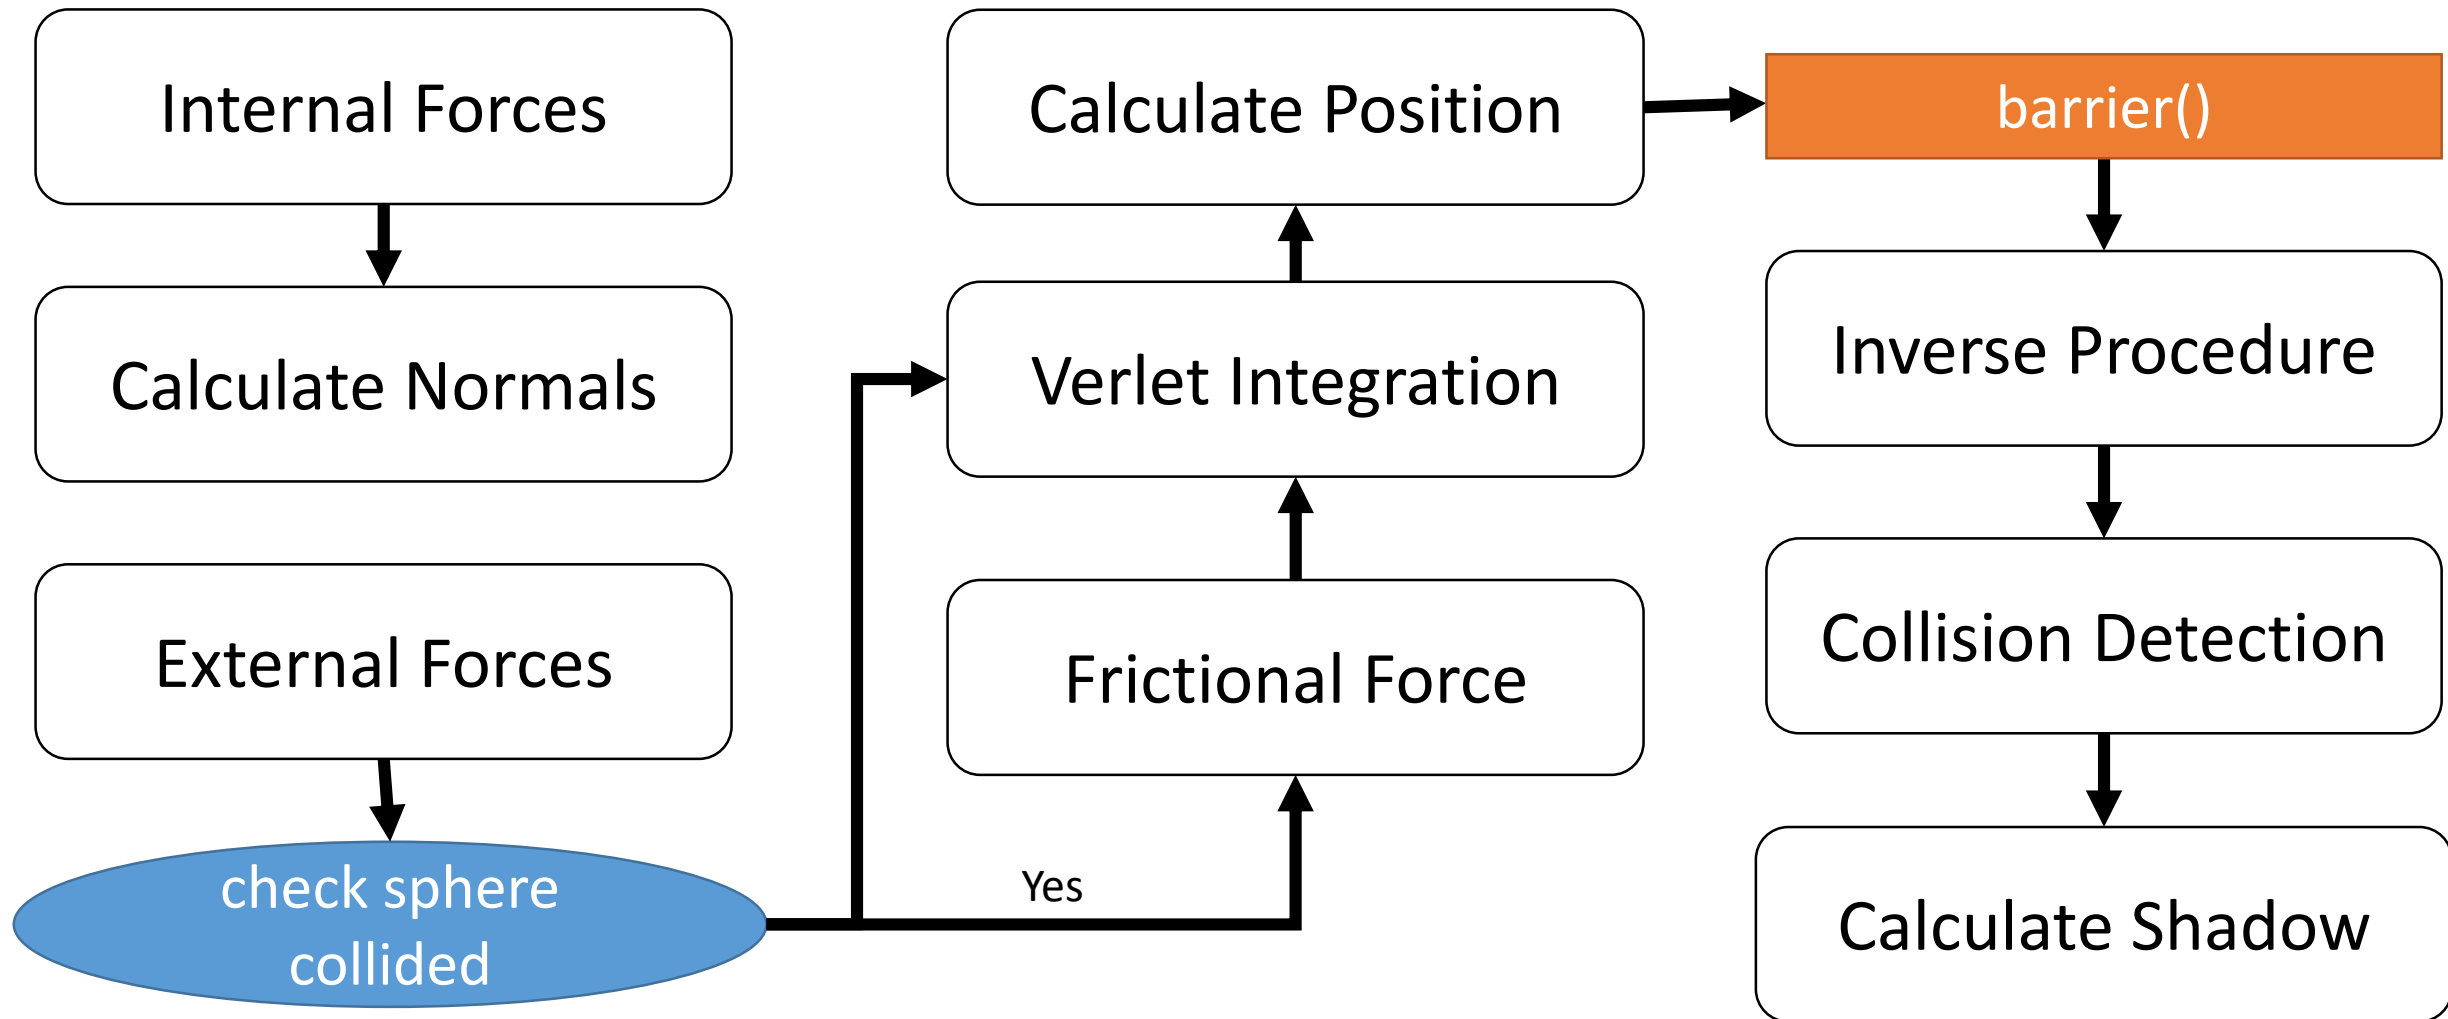 Internal Forces
Calculate Normals
External Forces
check sphere
collided
Yes
Calculate Position
Verlet Integration
Frictional Force
barrier()
Inverse Procedure
Collision Detection
Calculate Shadow